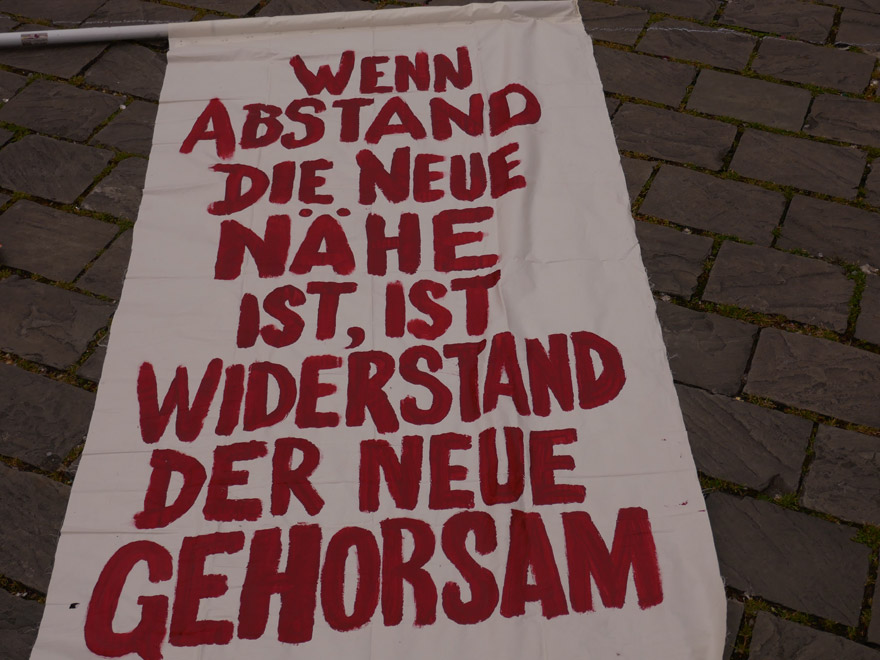 WENN
ABSTAND
DIE NEUE
NÄHE
IST, IST
WIDERSTAND
DER NEUE
GEHORSAM